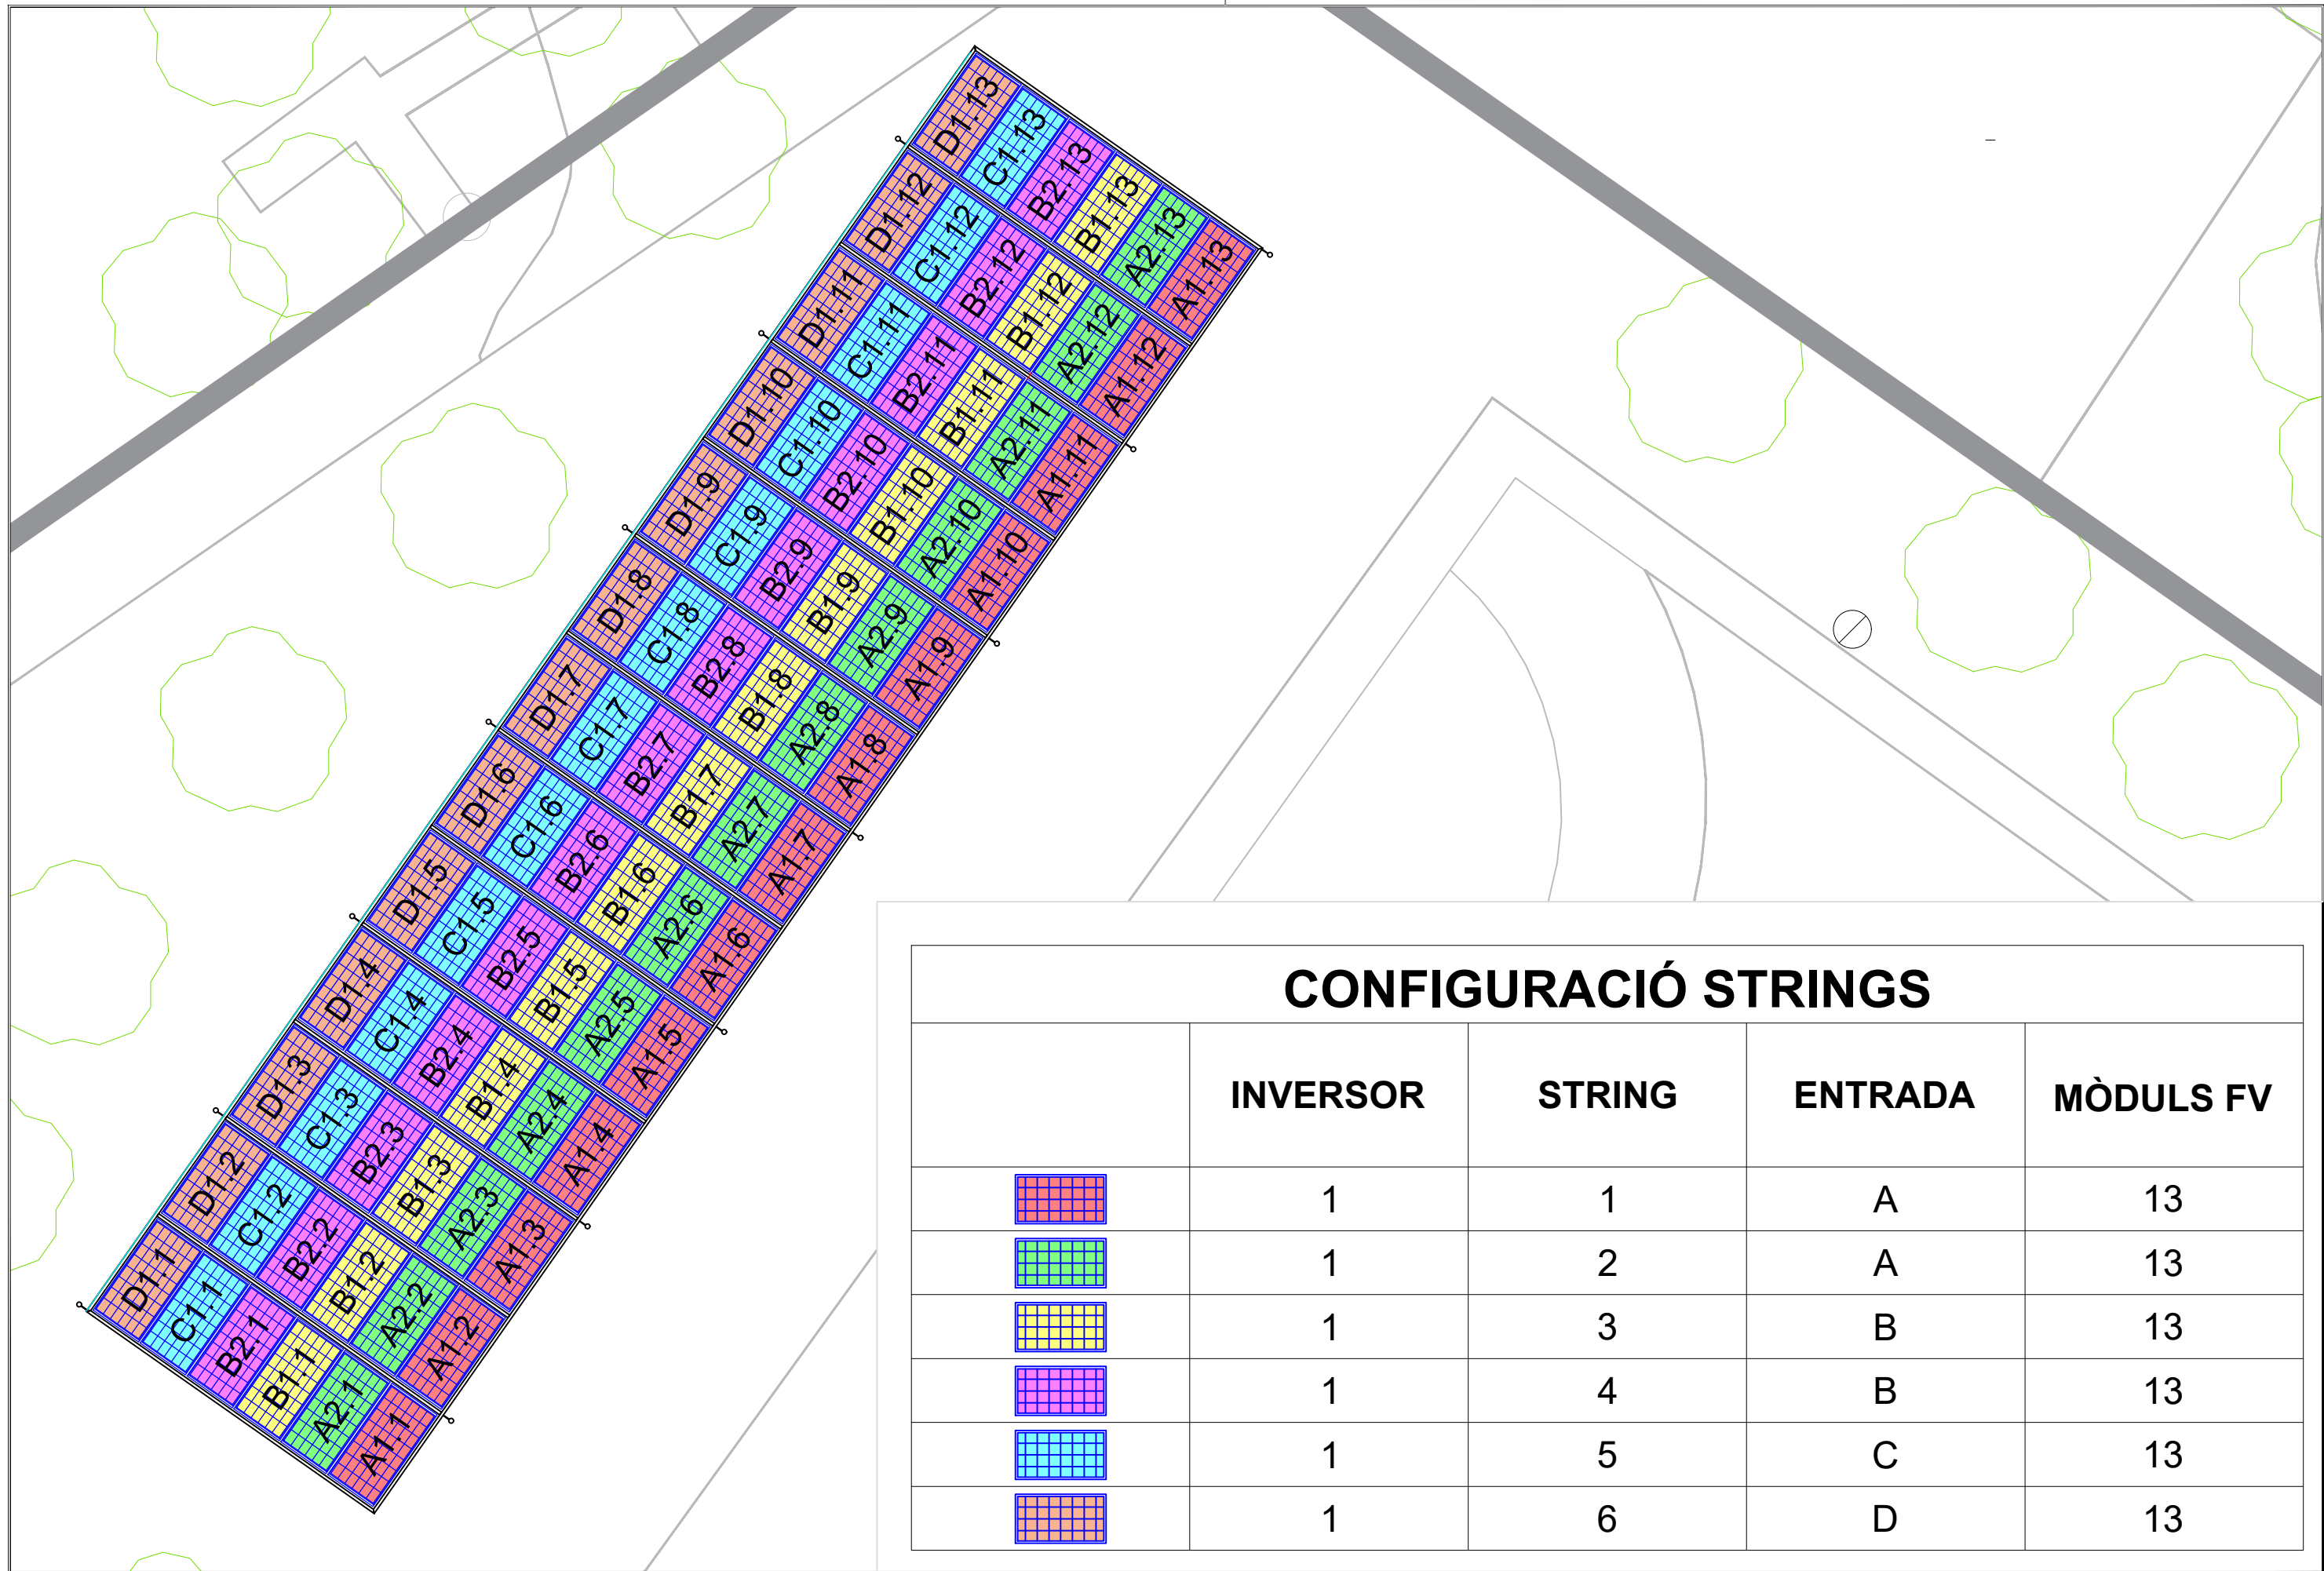 D1.13 C1.13 B2.13 B1.13 A2.13 A1.13
D1.12 C1.12 B2.12 B1.12 A2.12 A1.12
D1.11 C1.11 B2.11 B1.11 A2.11 A1.11
D1.10 C1.10 B2.10 B1.10 A2.10 A1.10
D1.9 C1.9 B2.9 B1.9 A2.9 A1.9
D1.8 C1.8 B2.8 B1.8 A2.8 A1.8
D1.7 C1.7 B2.7 B1.7 A2.7 A1.7
D1.6 C1.6 B2.6 B1.6 A2.6 A1.6
D1.5 C1.5 B2.5 B1.5 A2.5 A1.5
D1.4 C1.4 B2.4 B1.4 A2.4 A1.4
D1.3 C1.3 B2.3 B1.3 A2.3 A1.3
D1.2 C1.2 B2.2 B1.2 A2.2 A1.2
D1.1 C1.1 B2.1 B1.1 A2.1 A1.1
CONFIGURACIÓ STRINGS
INVERSOR STRING ENTRADA MÒDULS FV
1 1 A 13
1 2 A 13
1 3 B 13
1 4 B 13
1 5 C 13
1 6 D 13